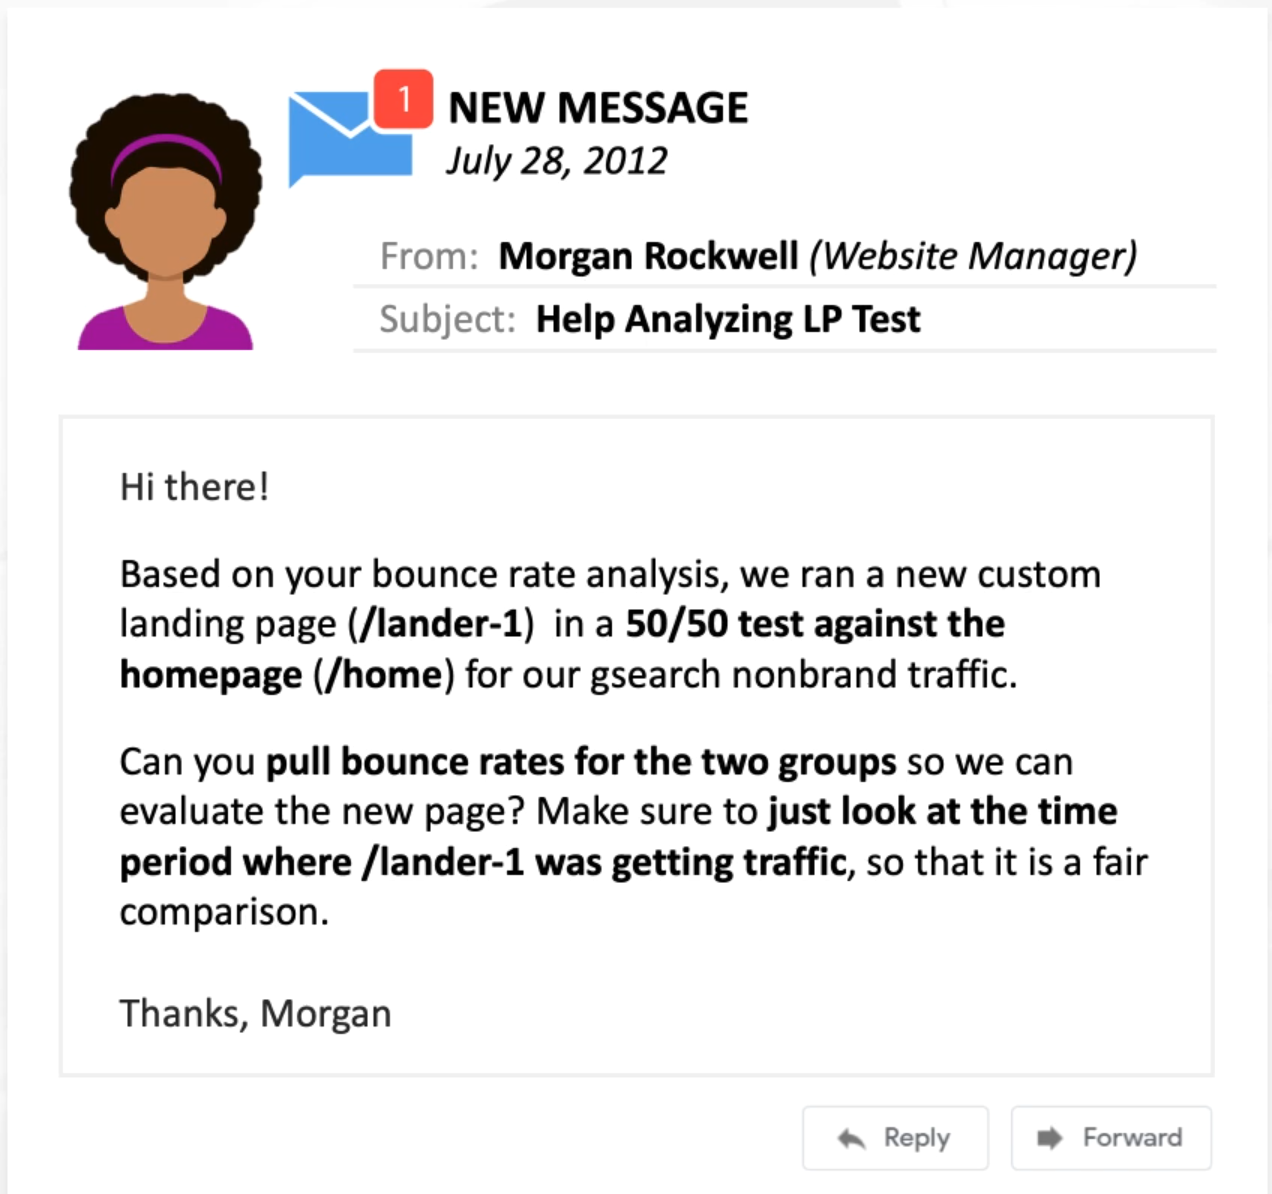 1
NEW MESSAGE
July 28, 2012
From: Morgan Rockwell (Website Manager)
Subject: Help Analyzing LP Test
Hi there!
Based on your bounce rate analysis, we ran a new custom
landing page (/lander-1) in a 50/50 test against the
homepage (/home) for our gsearch nonbrand traffic.
Can you pull bounce rates for the two groups so we can
evaluate the new page? Make sure to just look at the time
period where /lander-1 was getting traffic, so that it is a fair
comparison.
Thanks, Morgan
Reply Forward